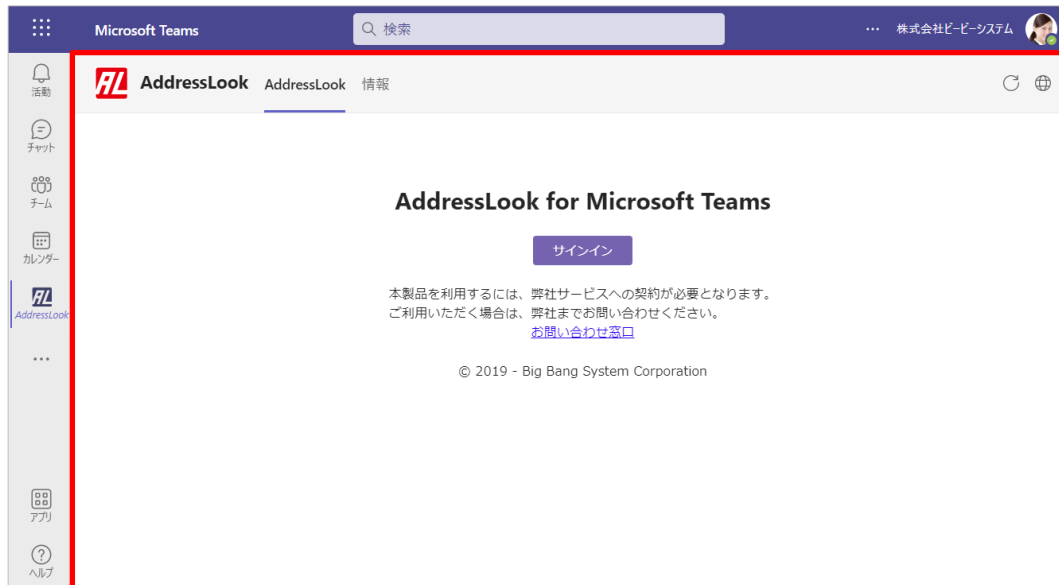 Microsoft Teams
検索
… 株式会社ビービーシステム
活動
チャット
チーム
カレンダー
AL
AddressLook
…
アプリ
ヘルプ
AL AddressLook AddressLook 情報
AddressLook for Microsoft Teams
サインイン
本製品を利用するには、弊社サービスへの契約が必要となります。
ご利用いただく場合は、弊社までお問い合わせください。
お問い合わせ窓口
© 2019 - Big Bang System Corporation